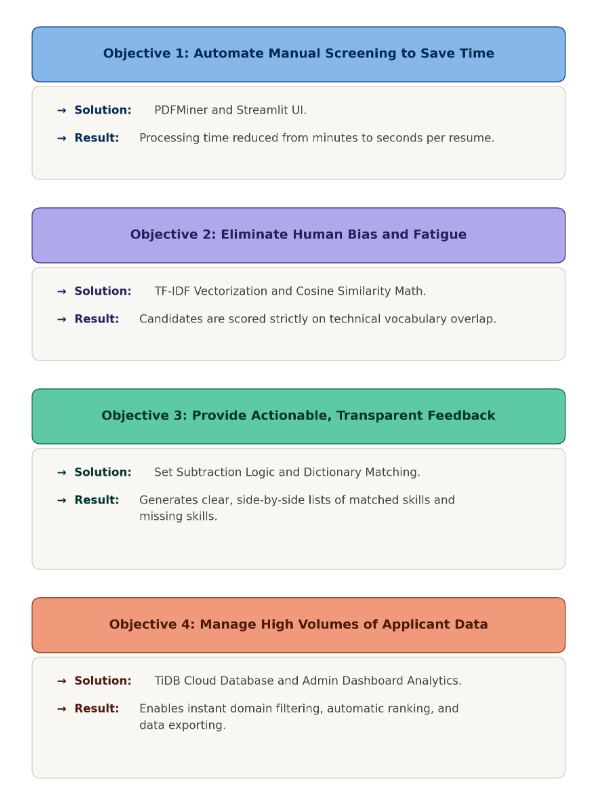 Objective 1: Automate Manual Screening to Save Time
→ Solution: PDFMiner and Streamlit UI.
→ Result: Processing time reduced from minutes to seconds per resume.
Objective 2: Eliminate Human Bias and Fatigue
→ Solution: TF-IDF Vectorization and Cosine Similarity Math.
→ Result: Candidates are scored strictly on technical vocabulary overlap.
Objective 3: Provide Actionable, Transparent Feedback
→ Solution: Set Subtraction Logic and Dictionary Matching.
→ Result: Generates clear, side-by-side lists of matched skills and
missing skills.
Objective 4: Manage High Volumes of Applicant Data
→ Solution: TiDB Cloud Database and Admin Dashboard Analytics.
→ Result: Enables instant domain filtering, automatic ranking, and
data exporting.